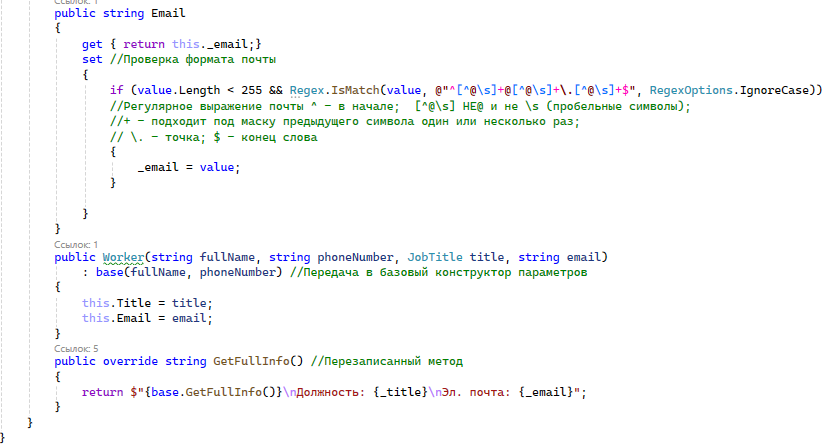 Ссылок: 1
public string Email
{
get { return this._email;}
set //Проверка формата почты
{
if (value.Length < 255 && Regex.IsMatch(value, @"^[^@\s]+@[^@\s]+\.[^@\s]+$", RegexOptions.IgnoreCase))
//Регулярное выражение почты ^ - в начале;  [^@\s] НЕ@ и не \s (пробельные символы);
//+ - подходит под маску предыдущего символа один или несколько раз;
// \. - точка; $ - конец слова
{
_email = value;
}
}
}
Ссылок: 1
public Worker(string fullName, string phoneNumber, JobTitle title, string email)
: base(fullName, phoneNumber) //Передача в базовый конструктор параметров
{
this.Title = title;
this.Email = email;
}
Ссылок: 5
public override string GetFullInfo() //Перезаписанный метод
{
return $"{base.GetFullInfo()}\nДолжность: {_title}\nЭл. почта: {_email}";
}
}
}